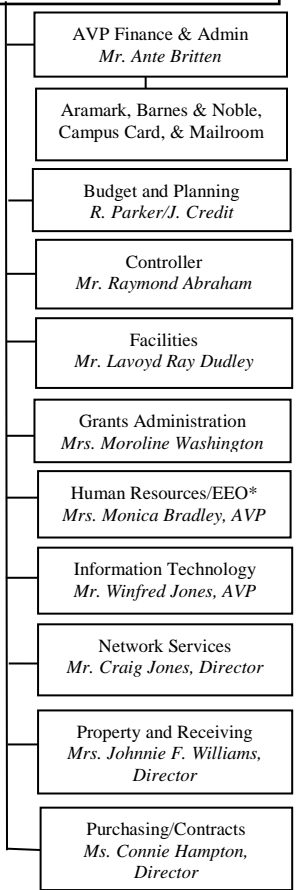 AVP Finance & Admin
Mr. Ante Britten
Aramark, Barnes & Noble,
Campus Card, & Mailroom
Budget and Planning
R. Parker/J. Credit
Controller
Mr. Raymond Abraham
Facilities
Mr. Lavoyd Ray Dudley
Grants Administration
Mrs. Moroline Washington
Human Resources/EEO*
Mrs. Monica Bradley, AVP
Information Technology
Mr. Winfred Jones, AVP
Network Services
Mr. Craig Jones, Director
Property and Receiving
Mrs. Johnnie F. Williams,
Director
Purchasing/Contracts
Ms. Connie Hampton,
Director